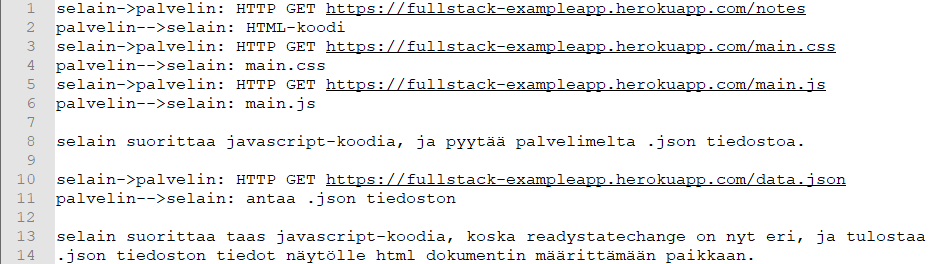 1 selain->palvelin: HTTP GET https://fullstack-exampleapp.herokuapp.com/notes
2 palvelin-->selain: HTML-koodi
3 selain->palvelin: HTTP GET https://fullstack-exampleapp.herokuapp.com/main.css
4 palvelin-->selain: main.css
5 selain->palvelin: HTTP GET https://fullstack-exampleapp.herokuapp.com/main.js
6 palvelin-->selain: main.js
7
8 selain suorittaa javascript-koodia, ja pyytää palvelimelta .json tiedostoa.
9
10 selain->palvelin: HTTP GET https://fullstack-exampleapp.herokuapp.com/data.json
11 palvelin-->selain: antaa .json tiedoston
12
13 selain suorittaa taas javascript-koodia, koska readystatechange on nyt eri, ja tulostaa
14 .json tiedoston tiedot näytölle html dokumentin määrittämään paikkaan.